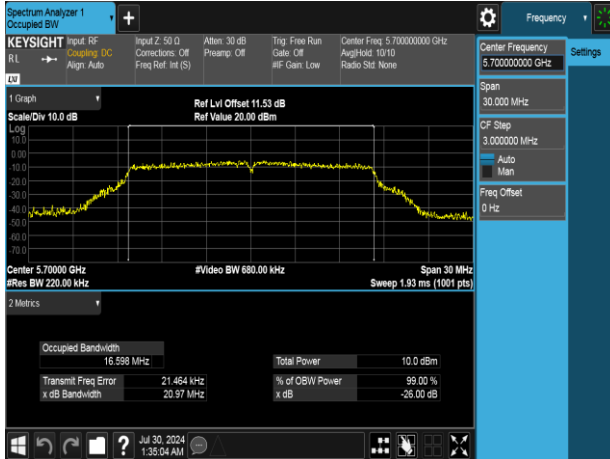 Spectrum Analyzer 1
Occupied BW
+
Frequency
KEYSIGHT
RL
LXI
Input: RF
Coupling: DC
Align: Auto
Input Z: 50 Ω
Corrections: Off
Freq Ref: Int (S)
Atten: 30 dB
Preamp: Off
Trig: Free Run
Gate: Off
#IF Gain: Low
Center Freq: 5.700000000 GHz
Avg|Hold: 10/10
Radio Std: None
Center Frequency
5.700000000 GHz
Settings
Span
30.000 MHz
CF Step
3.000000 MHz
Auto
Man
Freq Offset
0 Hz
1 Graph
Scale/Div 10.0 dB
Ref Lvl Offset 11.53 dB
Ref Value 20.00 dBm
Log
10.0
0.00
-10.0
-20.0
-30.0
-40.0
-50.0
-60.0
-70.0
Center 5.70000 GHz
#Res BW 220.00 kHz
#Video BW 680.00 kHz
Span 30 MHz
Sweep 1.93 ms (1001 pts)
2 Metrics
Occupied Bandwidth
16.598 MHz
Total Power 10.0 dBm
Transmit Freq Error 21.464 kHz
% of OBW Power 99.00 %
x dB Bandwidth 20.97 MHz
x dB -26.00 dB
?
Jul 30, 2024
1:35:04 AM